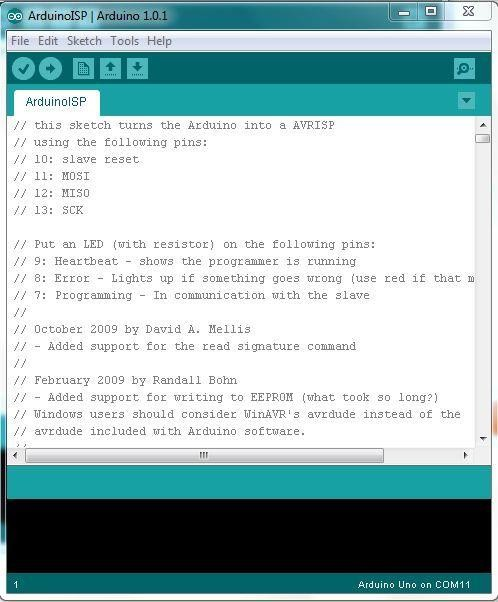 ArduinoISP | Arduino 1.0.1
File Edit Sketch Tools Help
ArduinoISP
// this sketch turns the Arduino into a AVRISP
// using the following pins:
// 10: slave reset
// 11: MOSI
// 12: MISO
// 13: SCK
// Put an LED (with resistor) on the following pins:
// 9: Heartbeat - shows the programmer is running
// 8: Error - Lights up if something goes wrong (use red if that m
// 7: Programming - In communication with the slave
//
// October 2009 by David A. Mellis
// - Added support for the read signature command
//
// February 2009 by Randall Bohn
// - Added support for writing to EEPROM (what took so long?)
// Windows users should consider WinAVR's avrdude instead of the
// avrdude included with Arduino software.
//
1 Arduino Uno on COM11